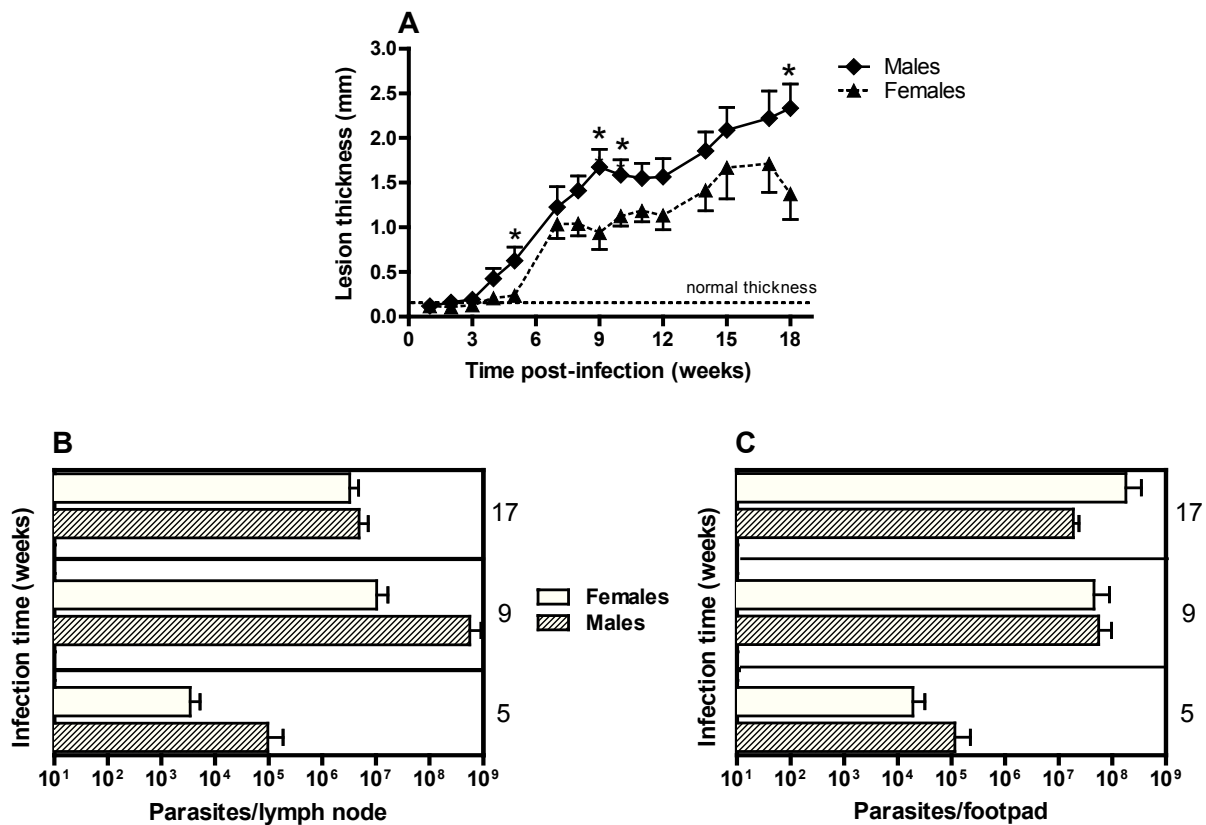 A
Lesion thickness (mm)
3.0
2.5
2.0
1.5
1.0
0.5
0.0
* * * *
Males
Females
normal thickness
0 3 6 9 12 15 18
Time post-infection (weeks)
B
Infection time (weeks)
17
9
5
10¹ 10² 10³ 10⁴ 10⁵ 10⁶ 10⁷ 10⁸ 10⁹
Parasites/lymph node
Females
Males
C
Infection time (weeks)
17
9
5
10¹ 10² 10³ 10⁴ 10⁵ 10⁶ 10⁷ 10⁸ 10⁹
Parasites/footpad